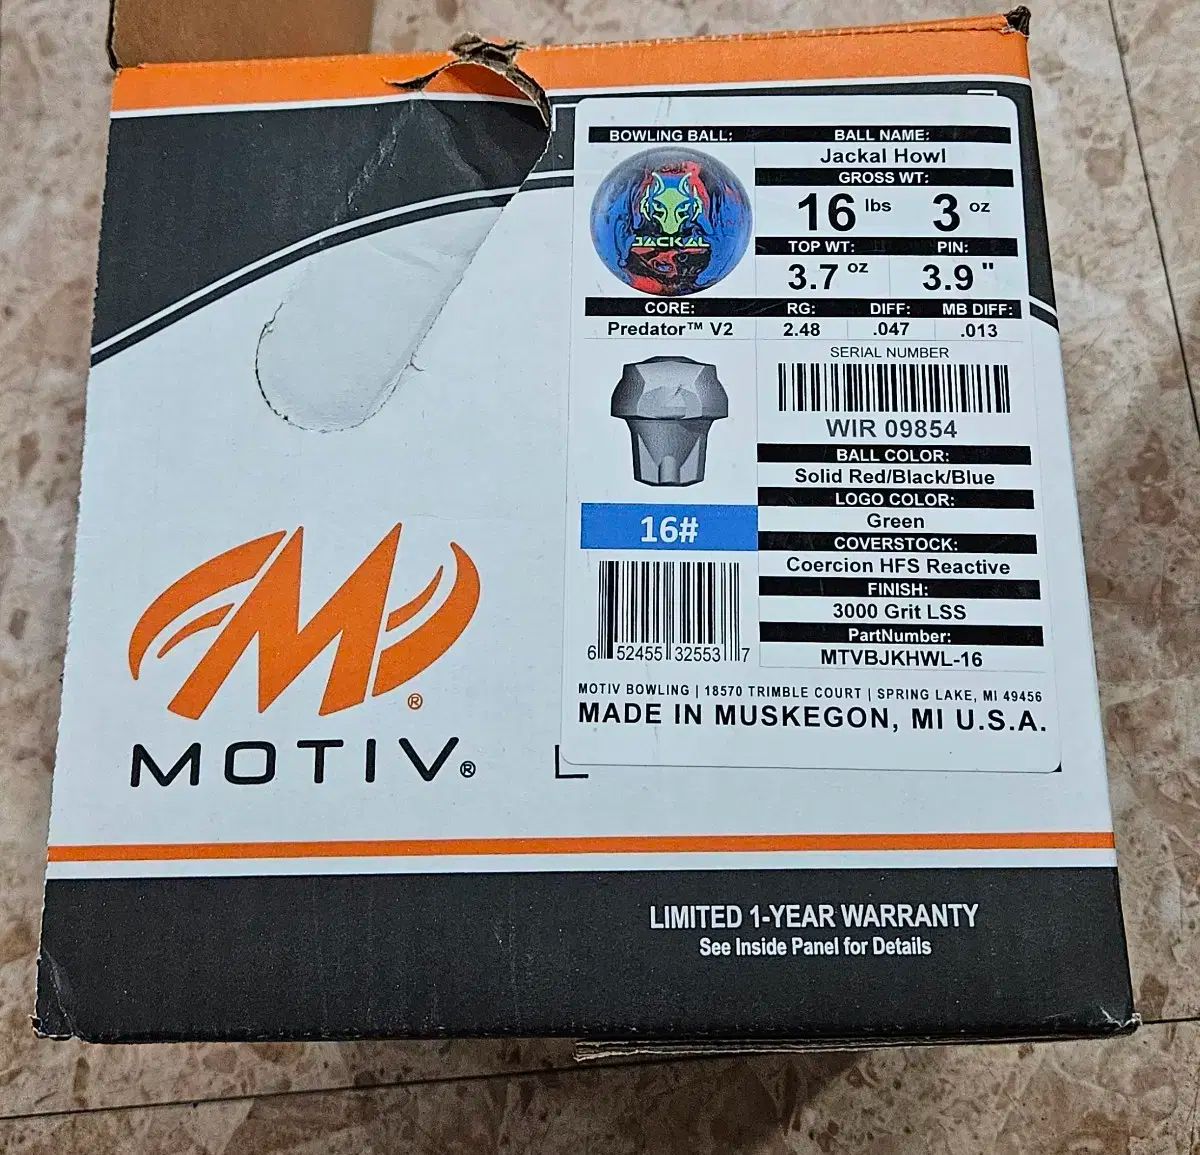 BOWLING BALL:
BALL NAME:
Jackal Howl
JACKAL
GROSS WT:
16 lbs 3 oz
TOP WT: PIN:
3.7 oz 3.9 "
CORE: RG: DIFF: MB DIFF:
Predator™ V2 2.48 .047 .013
SERIAL NUMBER
WIR 09854
BALL COLOR:
Solid Red/Black/Blue
LOGO COLOR:
Green
16#
COVERSTOCK:
Coercion HFS Reactive
FINISH:
3000 Grit LSS
PartNumber:
MTVBJKHWL-16
6 52455 32553 7
MOTIV BOWLING | 18570 TRIMBLE COURT | SPRING LAKE, MI 49456
MADE IN MUSKEGON, MI U.S.A.
®
MOTIV®
LIMITED 1-YEAR WARRANTY
See Inside Panel for Details